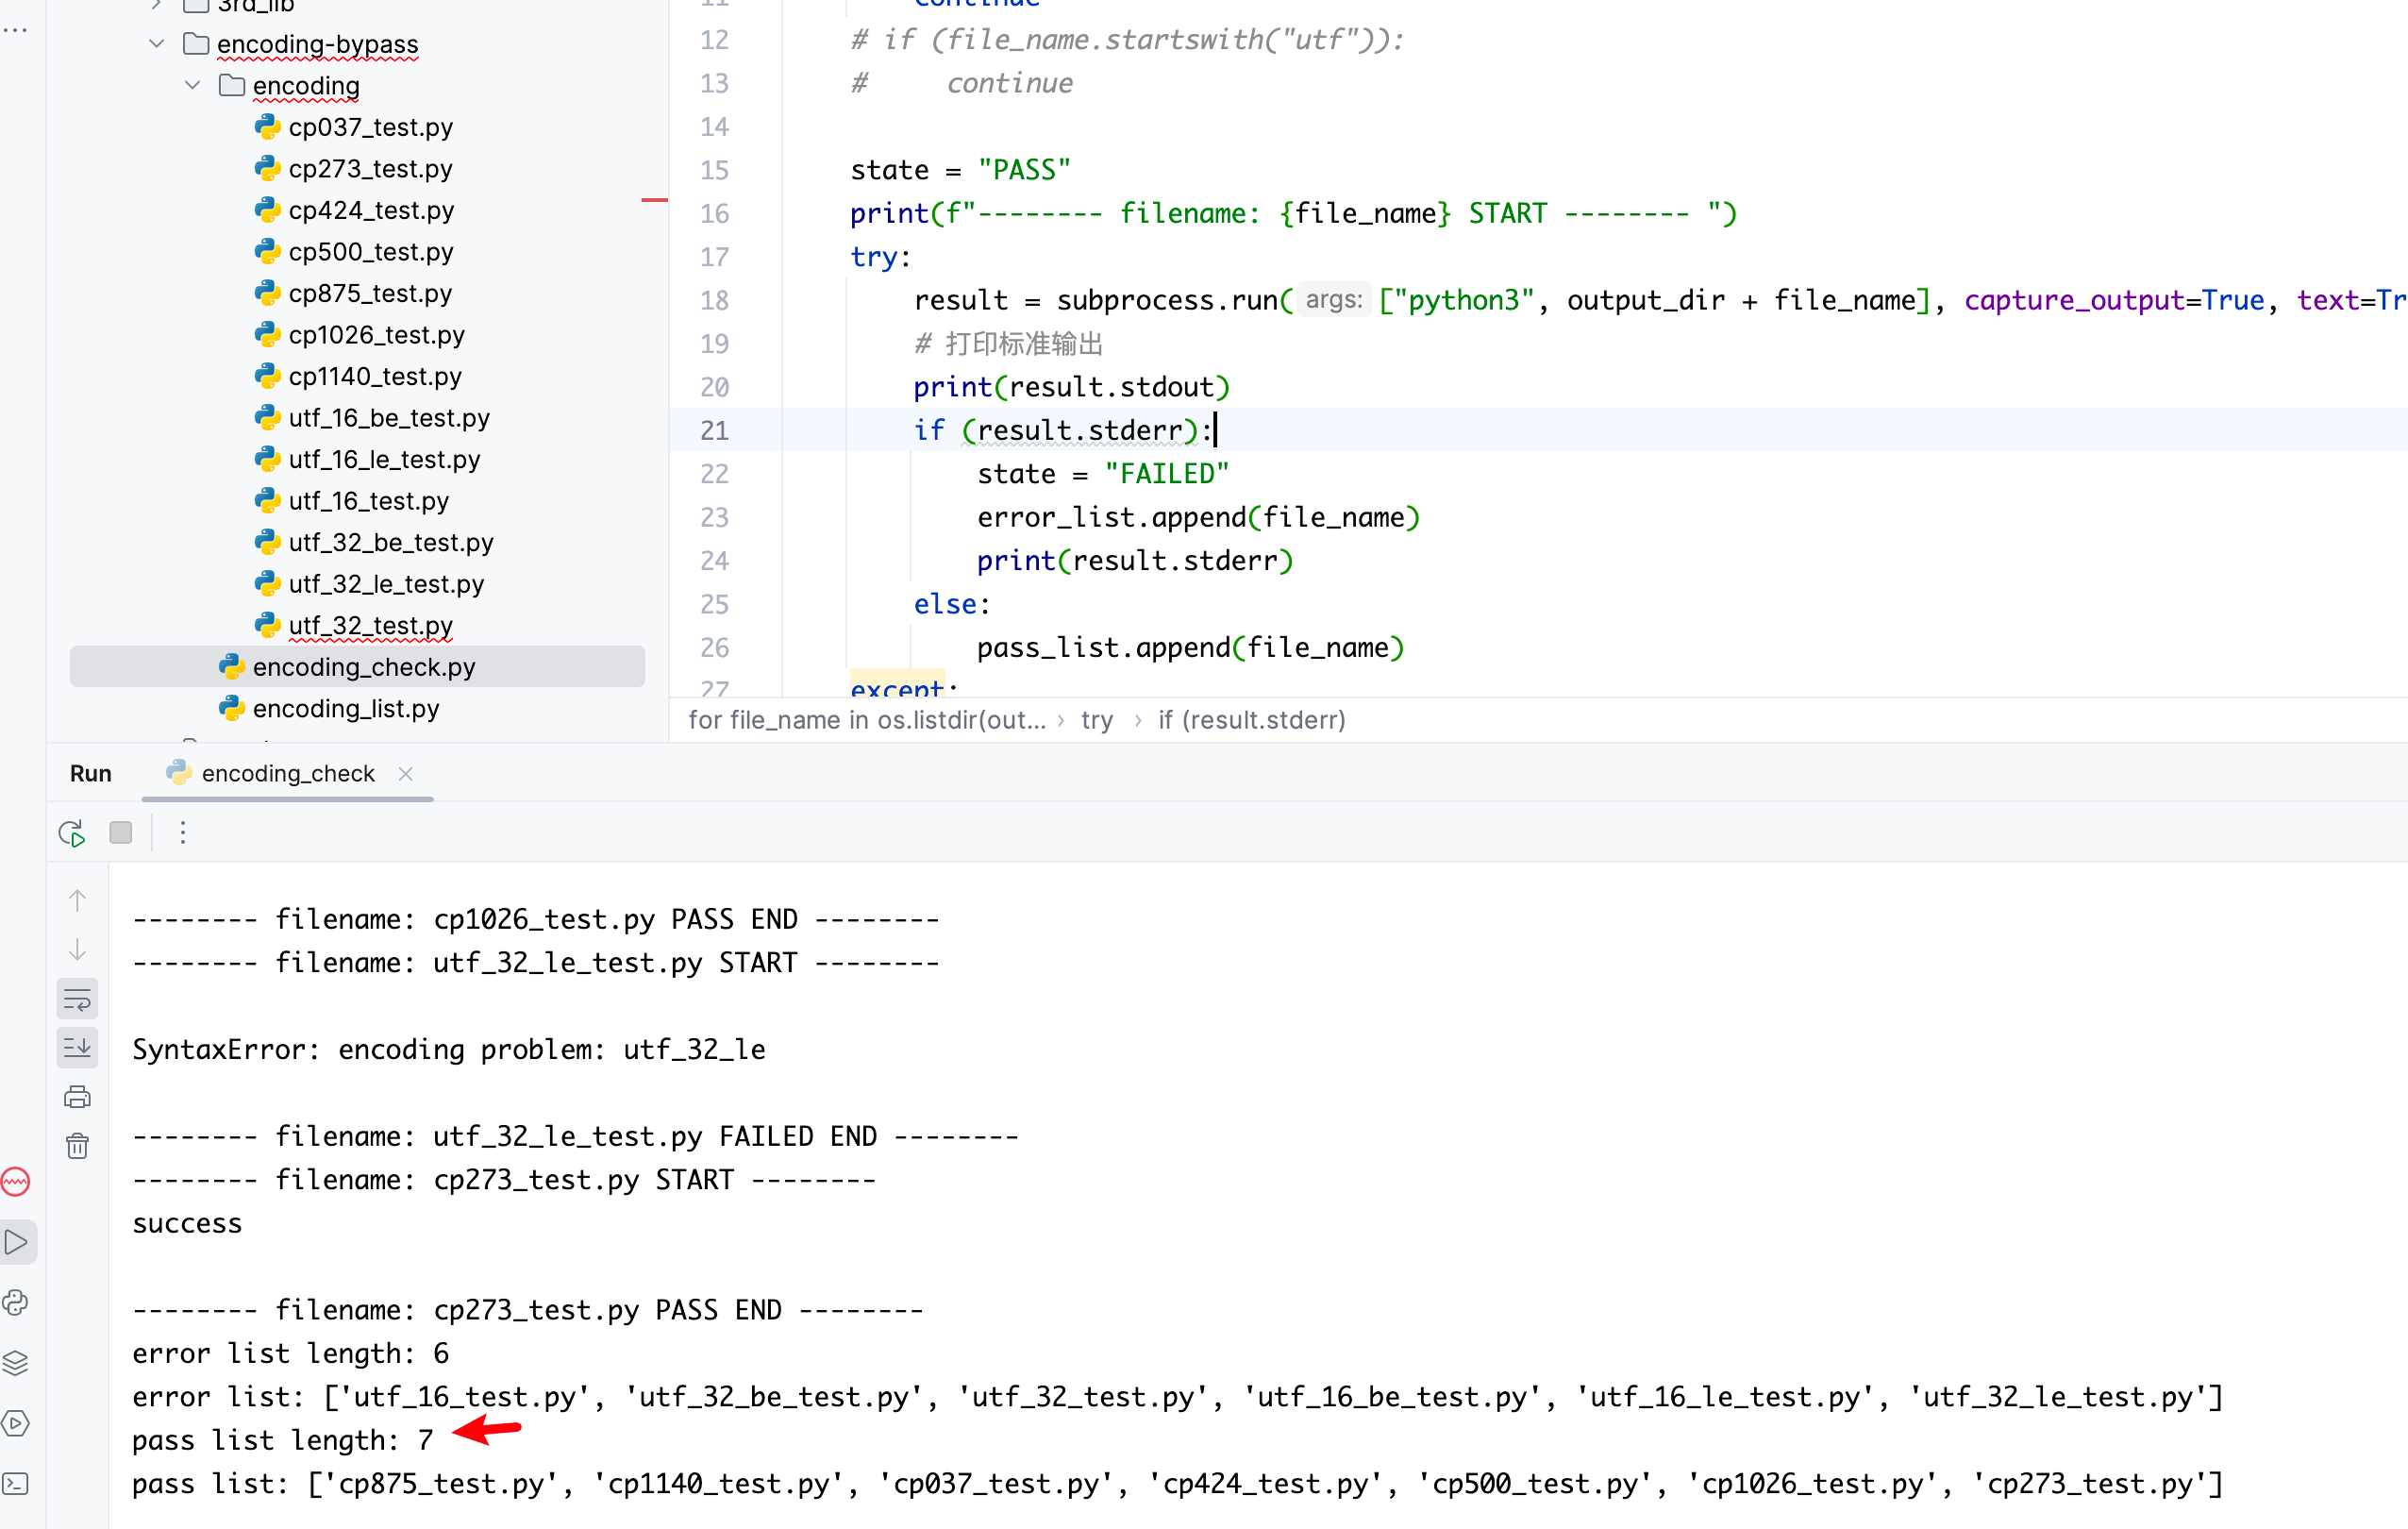 3rd_lib
encoding-bypass
encoding
cp037_test.py
cp273_test.py
cp424_test.py
cp500_test.py
cp875_test.py
cp1026_test.py
cp1140_test.py
utf_16_be_test.py
utf_16_le_test.py
utf_16_test.py
utf_32_be_test.py
utf_32_le_test.py
utf_32_test.py
encoding_check.py
encoding_list.py
11 continue
12 # if (file_name.startswith("utf")):
13 #     continue
14
15 state = "PASS"
16 print(f"-------- filename: {file_name} START -------- ")
17 try:
18 result = subprocess.run( args: ["python3", output_dir + file_name], capture_output=True, text=Tr
19 # 打印标准输出
20 print(result.stdout)
21 if (result.stderr):
22 state = "FAILED"
23 error_list.append(file_name)
24 print(result.stderr)
25 else:
26 pass_list.append(file_name)
27 except:
for file_name in os.listdir(out... › try › if (result.stderr)
Run encoding_check
-------- filename: cp1026_test.py PASS END --------
-------- filename: utf_32_le_test.py START --------
SyntaxError: encoding problem: utf_32_le
-------- filename: utf_32_le_test.py FAILED END --------
-------- filename: cp273_test.py START --------
success
-------- filename: cp273_test.py PASS END --------
error list length: 6
error list: ['utf_16_test.py', 'utf_32_be_test.py', 'utf_32_test.py', 'utf_16_be_test.py', 'utf_16_le_test.py', 'utf_32_le_test.py']
pass list length: 7
pass list: ['cp875_test.py', 'cp1140_test.py', 'cp037_test.py', 'cp424_test.py', 'cp500_test.py', 'cp1026_test.py', 'cp273_test.py']